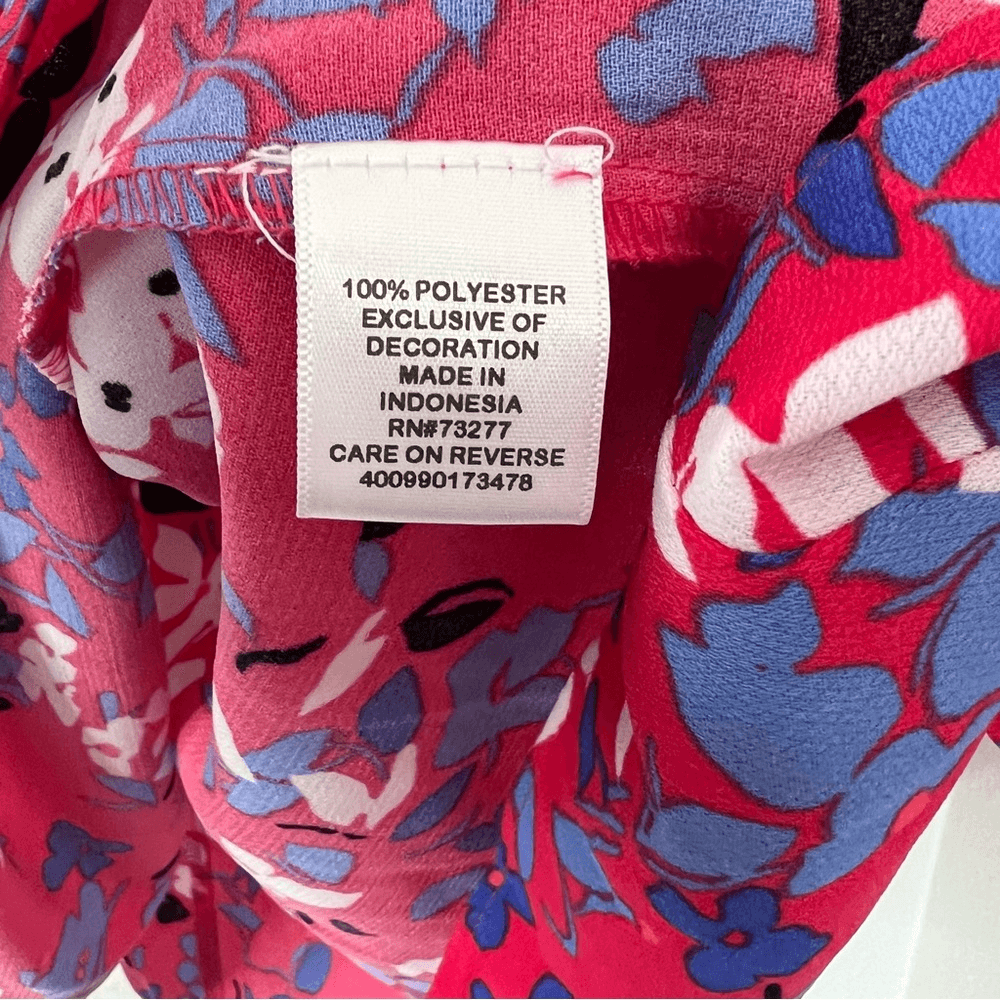 100% POLYESTER
EXCLUSIVE OF
DECORATION
MADE IN
INDONESIA
RN#73277
CARE ON REVERSE
400990173478